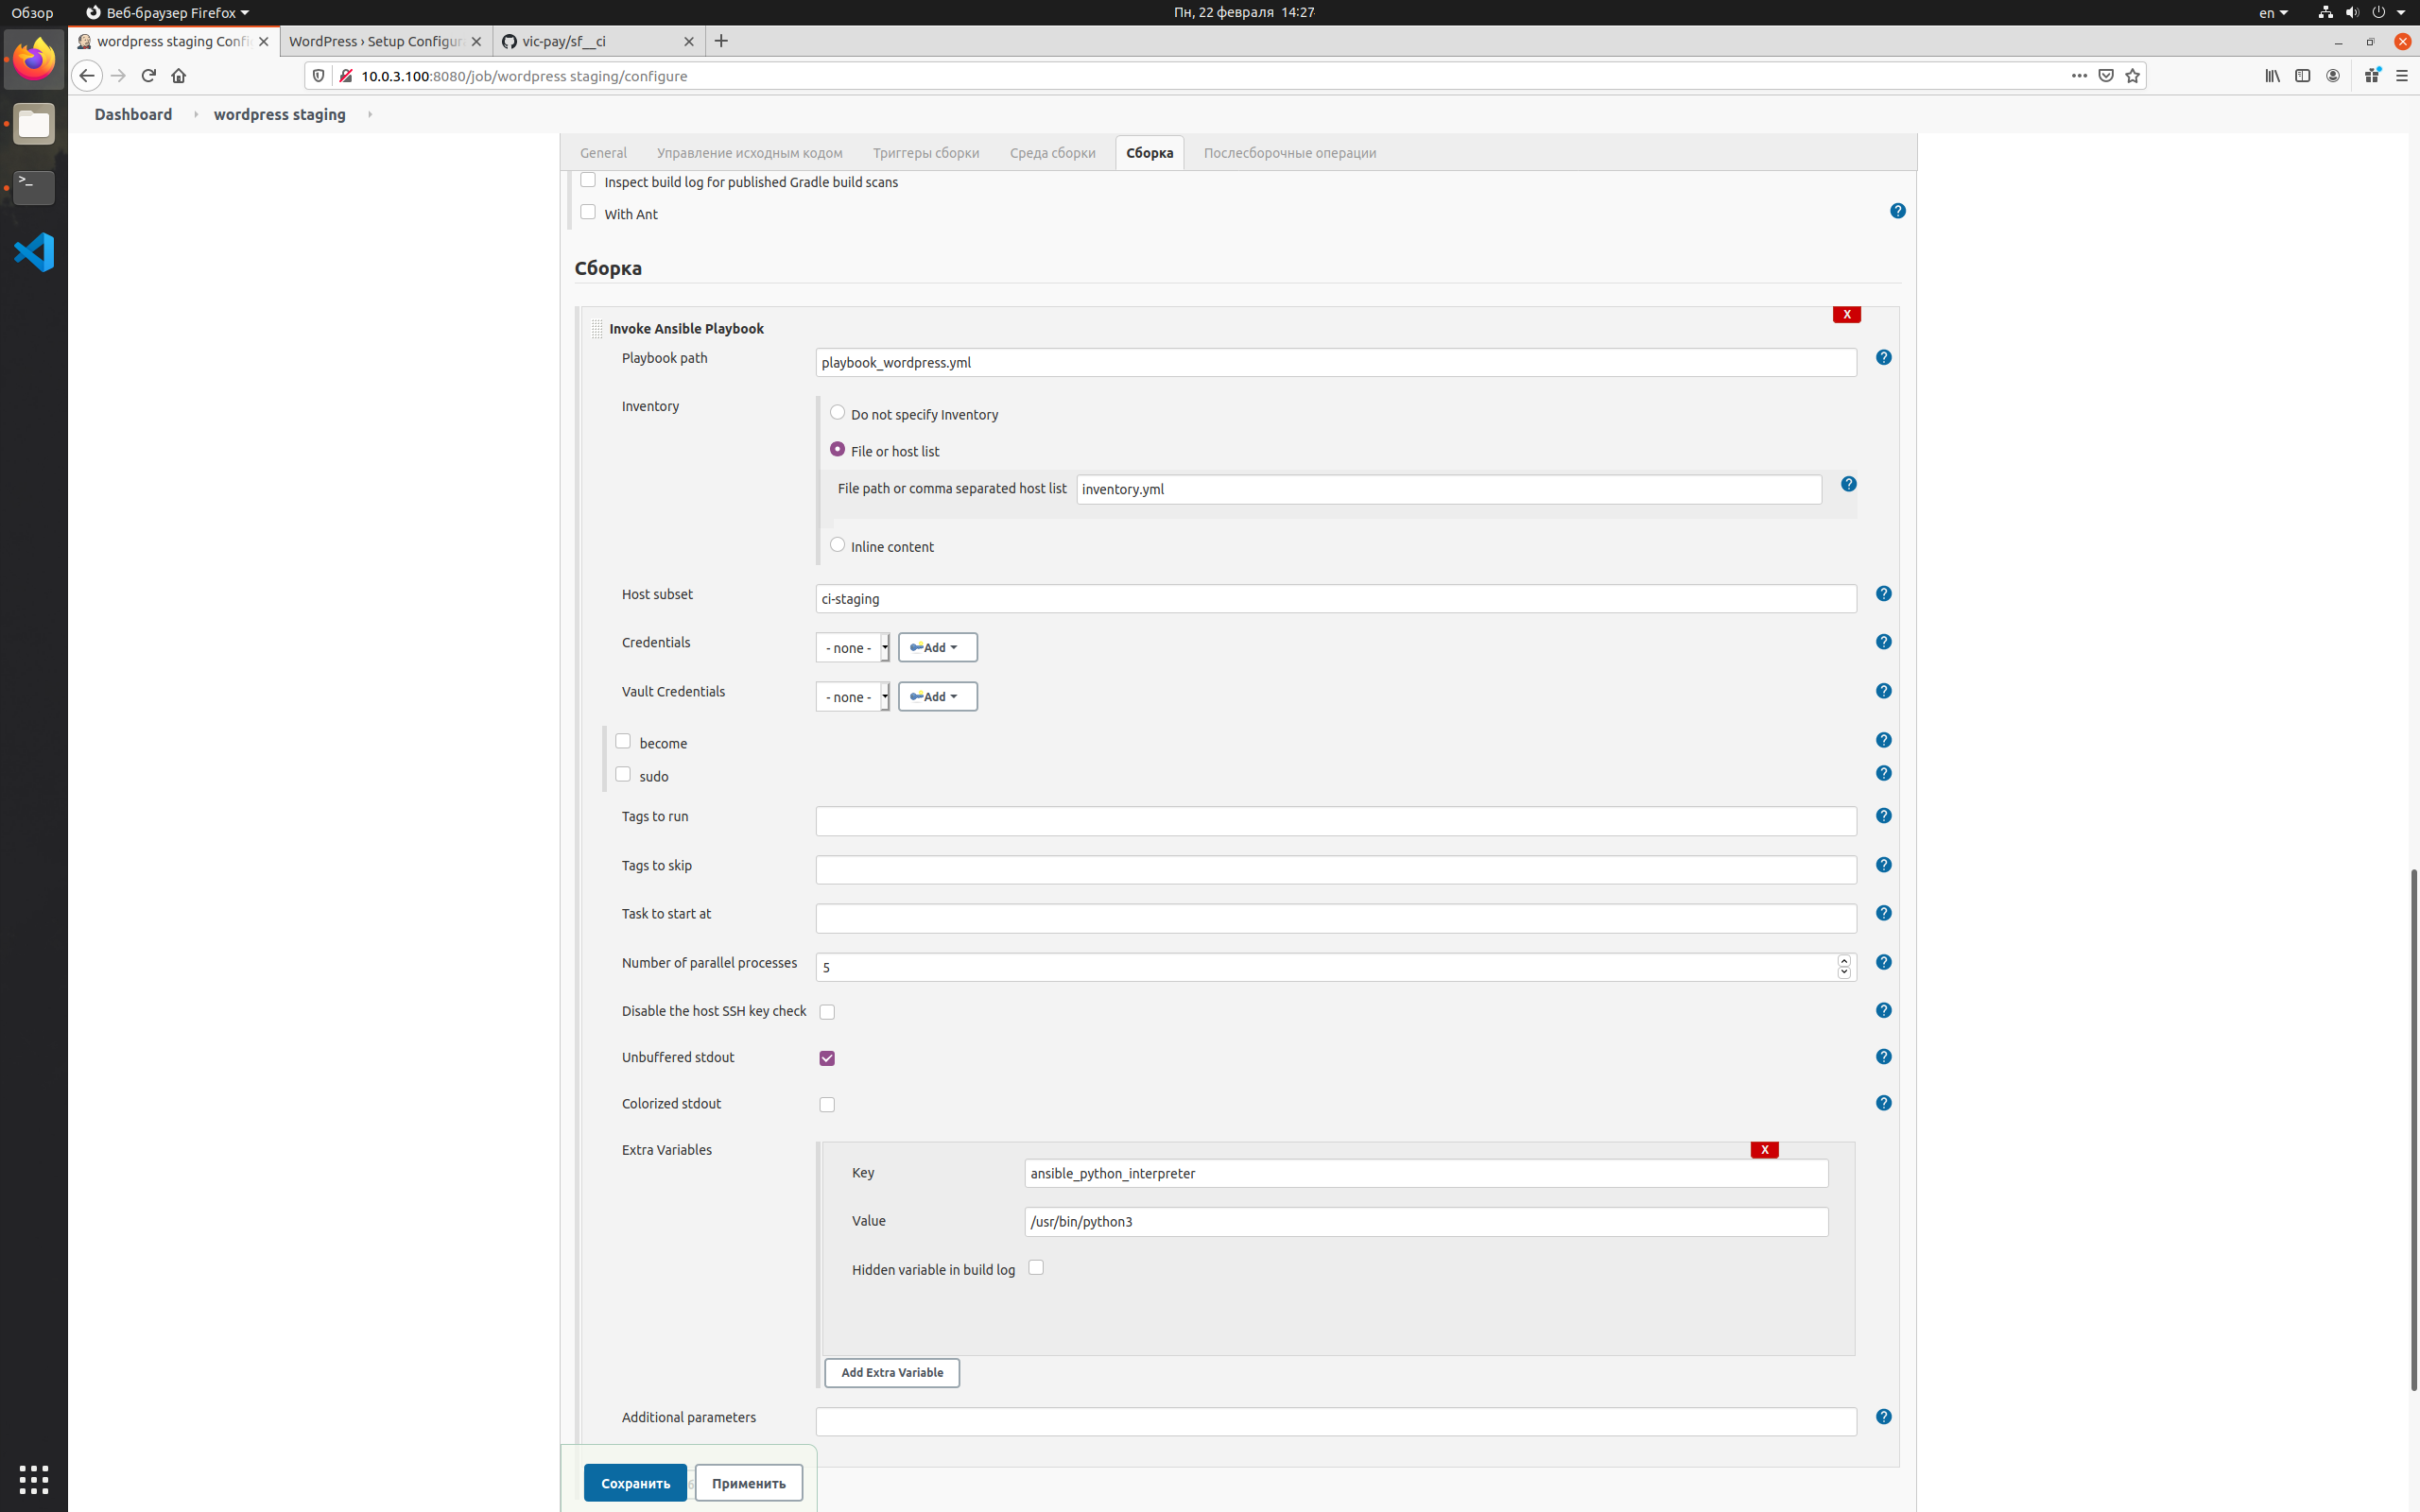 Обзор
Веб-браузер Firefox
Пн, 22 февраля 14:27
en
wordpress staging Confi
WordPress › Setup Configur
vic-pay/sf__ci
10.0.3.100:8080/job/wordpress staging/configure
Dashboard
wordpress staging
General
Управление исходным кодом
Триггеры сборки
Среда сборки
Сборка
Послесборочные операции
Inspect build log for published Gradle build scans
With Ant
Сборка
X
Invoke Ansible Playbook
Playbook path
playbook_wordpress.yml
Inventory
Do not specify Inventory
File or host list
File path or comma separated host list
inventory.yml
Inline content
Host subset
ci-staging
Credentials
- none -
Add
Vault Credentials
- none -
Add
become
sudo
Tags to run
Tags to skip
Task to start at
Number of parallel processes
5
Disable the host SSH key check
Unbuffered stdout
Colorized stdout
Extra Variables
X
Key
ansible_python_interpreter
Value
/usr/bin/python3
Hidden variable in build log
Add Extra Variable
Additional parameters
Сохранить
Применить